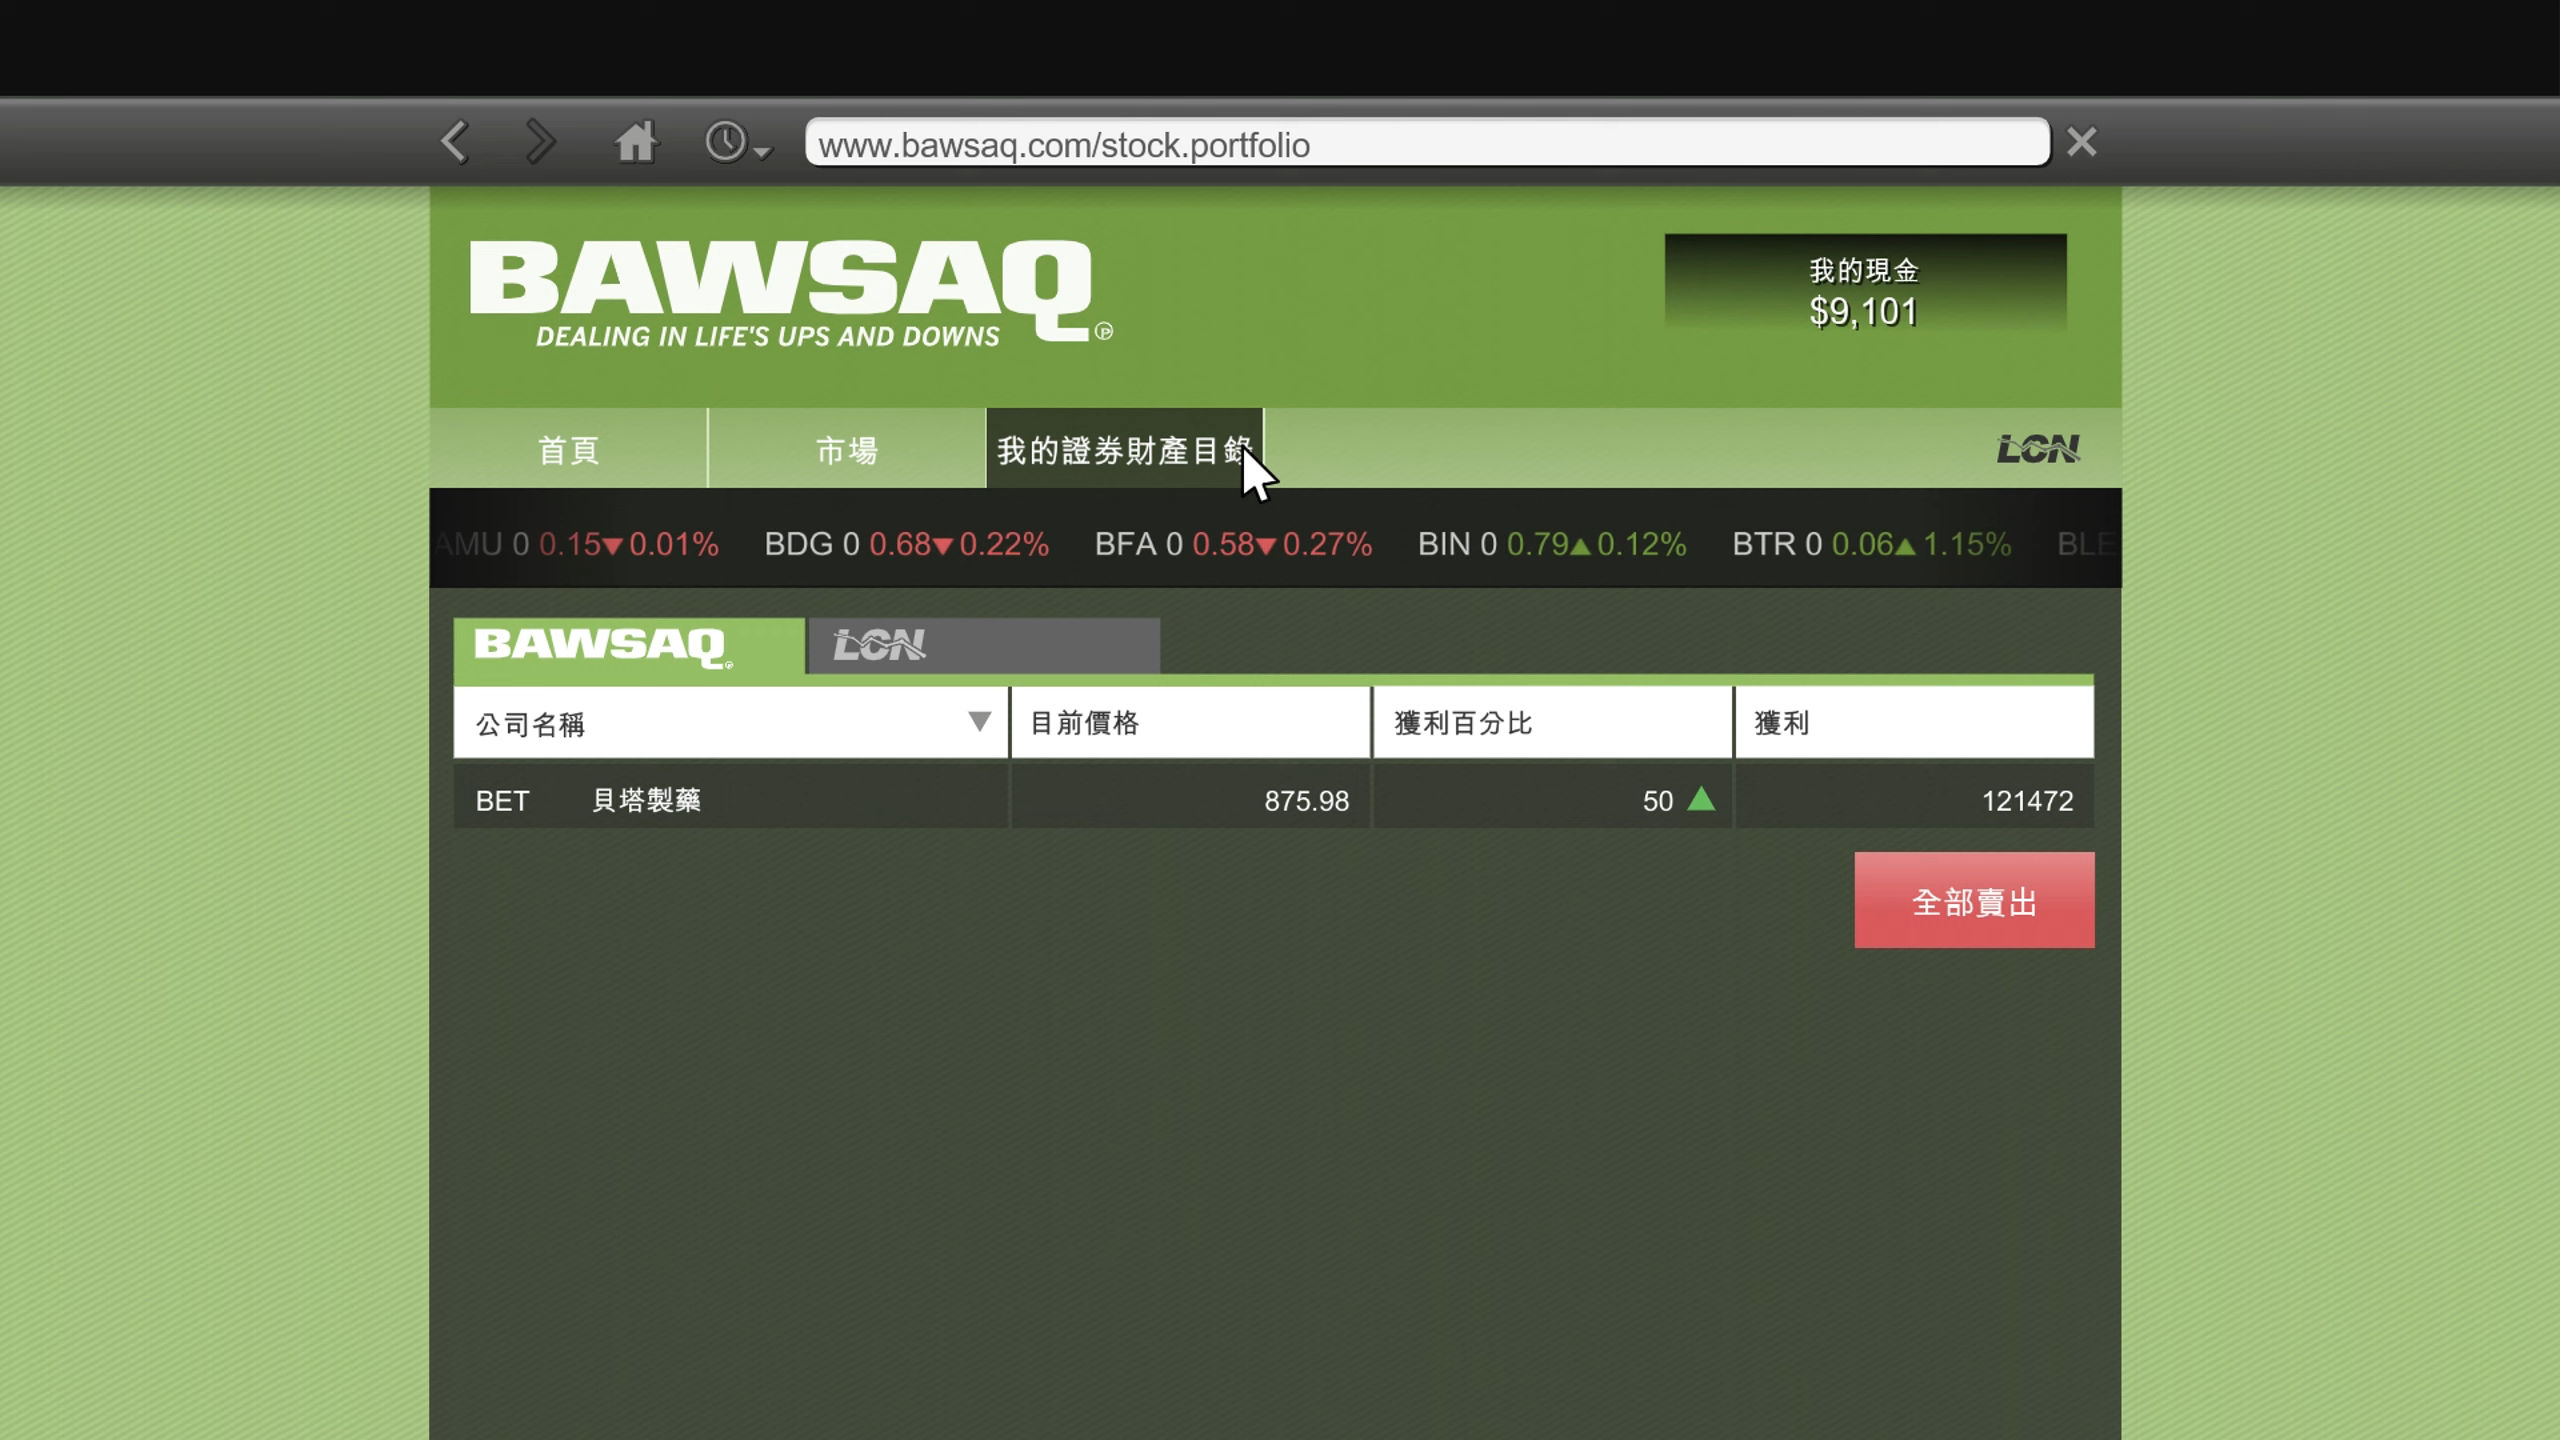 www.bawsaq.com/stock.portfolio
BAWSAQ
DEALING IN LIFE'S UPS AND DOWNS
我的現金
$9,101
首頁 市場 我的證券財產目錄 LCN
AMU 0 0.15▼0.01% BDG 0 0.68▼0.22% BFA 0 0.58▼0.27% BIN 0 0.79▲0.12% BTR 0 0.06▲1.15% BLE
BAWSAQ LCN
公司名稱 ▼ 目前價格 獲利百分比 獲利
BET 貝塔製藥 875.98 50 ▲ 121472
全部賣出